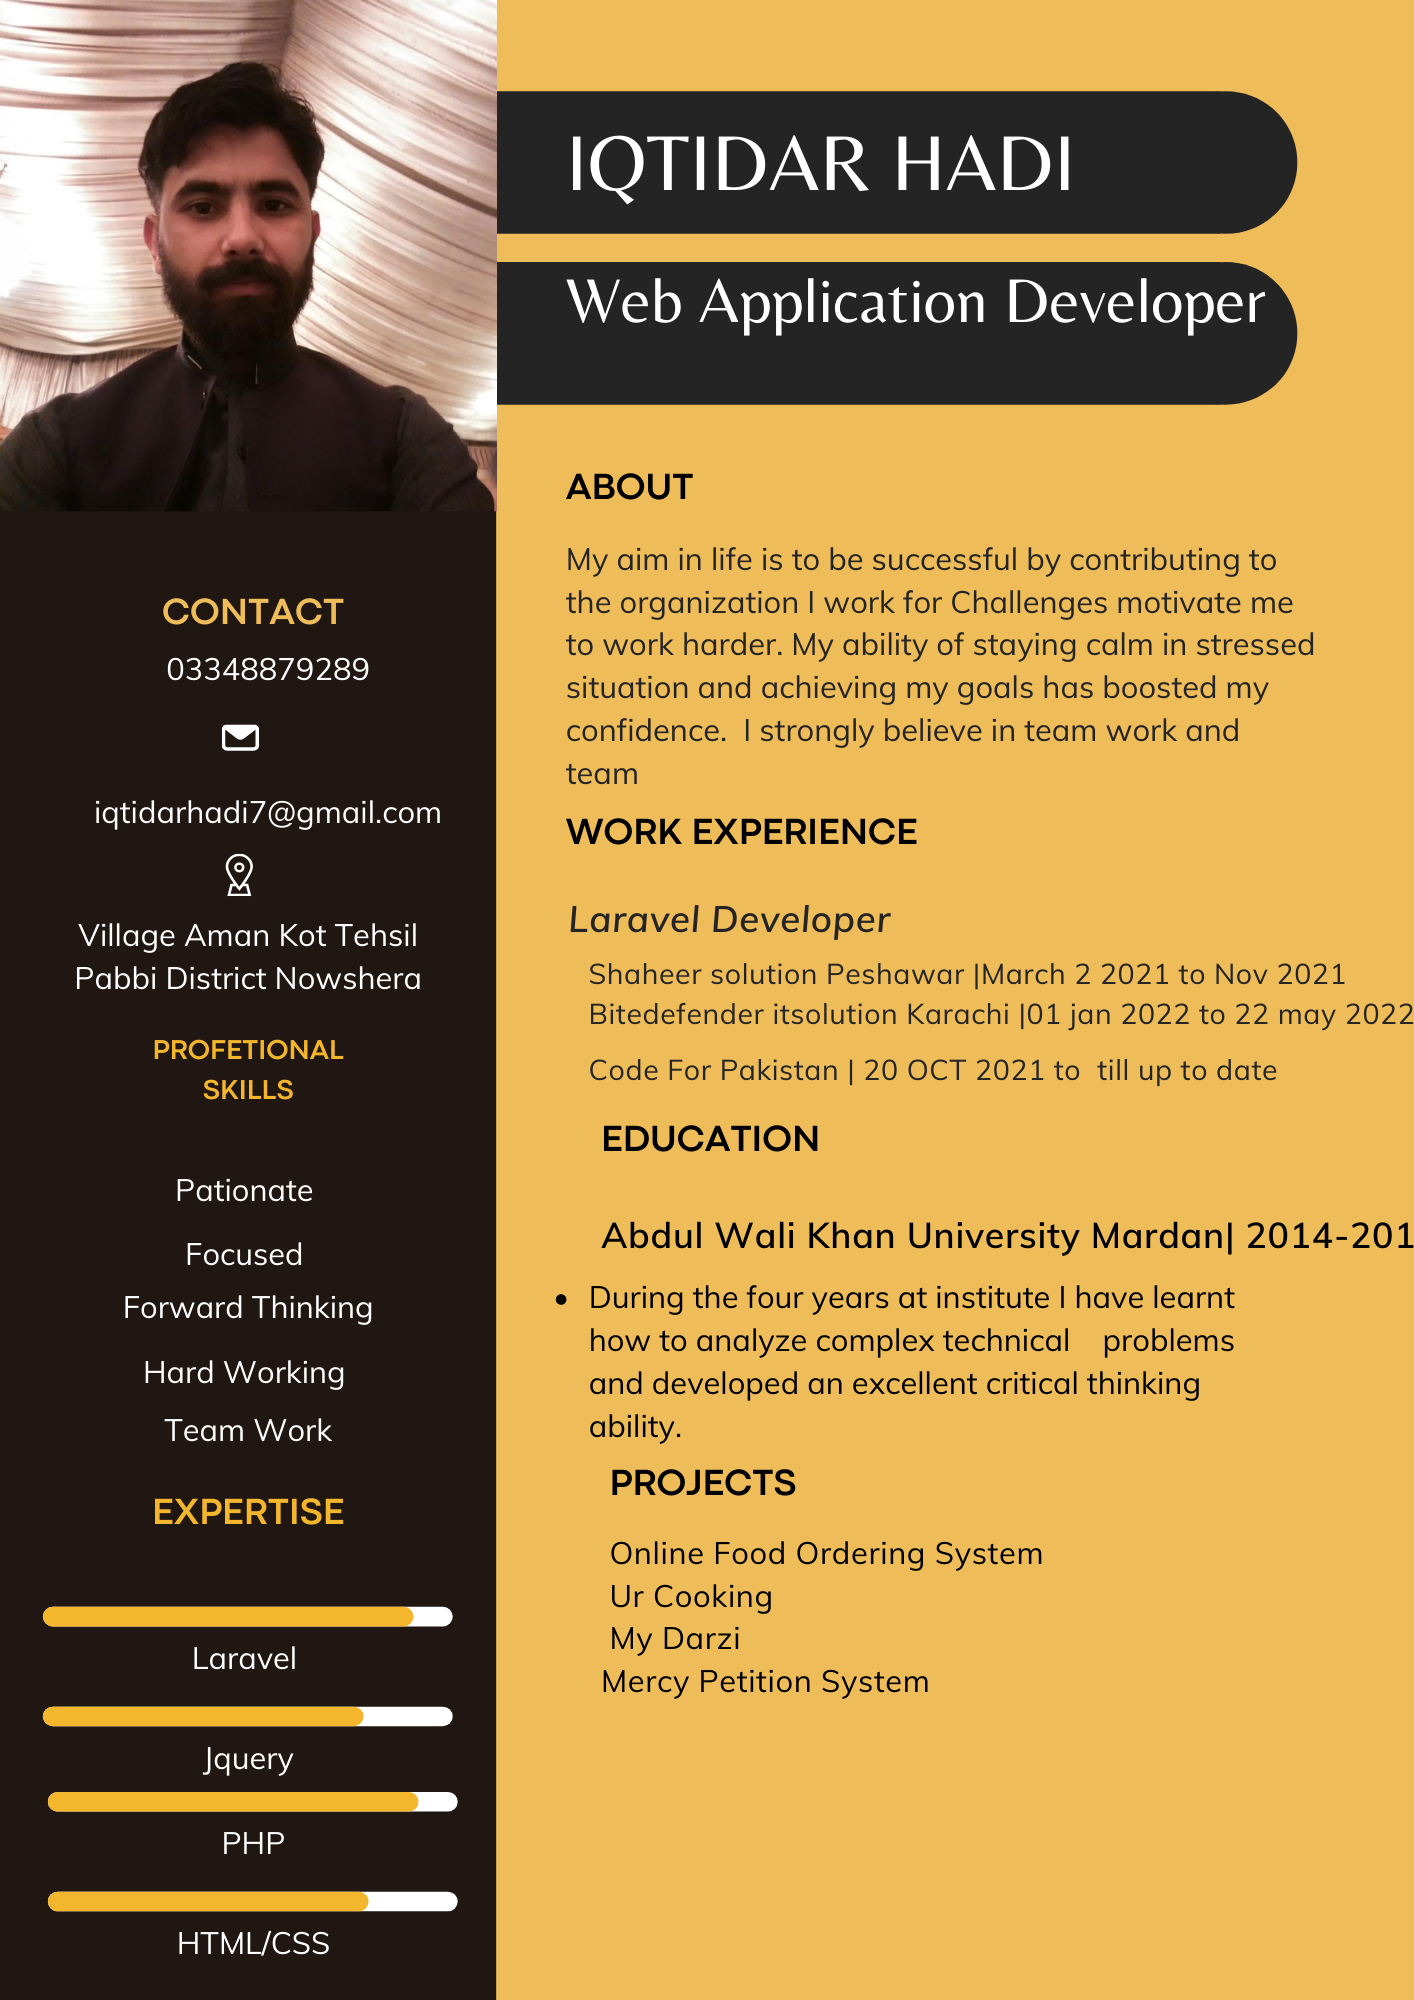 IQTIDAR HADI
Web Application Developer
CONTACT
03348879289
iqtidarhadi7@gmail.com
Village Aman Kot Tehsil
Pabbi District Nowshera
PROFETIONAL
SKILLS
Pationate
Focused
Forward Thinking
Hard Working
Team Work
EXPERTISE
Laravel
Jquery
PHP
HTML/CSS
ABOUT
My aim in life is to be successful by contributing to
the organization I work for Challenges motivate me
to work harder. My ability of staying calm in stressed
situation and achieving my goals has boosted my
confidence.  I strongly believe in team work and
team
WORK EXPERIENCE
Laravel Developer
Shaheer solution Peshawar |March 2 2021 to Nov 2021
Bitedefender itsolution Karachi |01 jan 2022 to 22 may 2022
Code For Pakistan | 20 OCT 2021 to  till up to date
EDUCATION
Abdul Wali Khan University Mardan| 2014-201
• During the four years at institute I have learnt
how to analyze complex technical    problems
and developed an excellent critical thinking
ability.
PROJECTS
Online Food Ordering System
Ur Cooking
My Darzi
Mercy Petition System